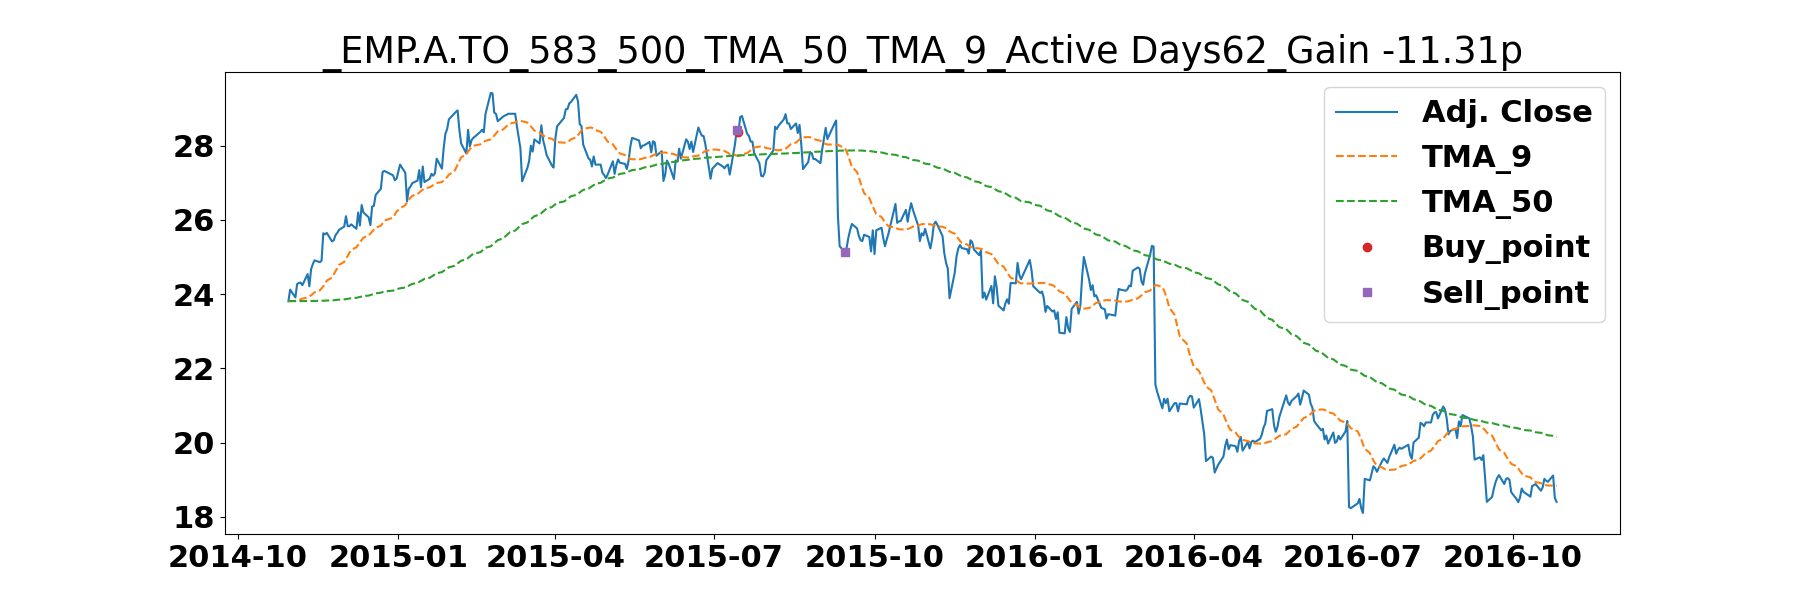 _EMP.A.TO_583_500_TMA_50_TMA_9_Active Days62_Gain -11.31p
Adj. Close
TMA_9
TMA_50
Buy_point
Sell_point
28
26
24
22
20
18
2014-10 2015-01 2015-04 2015-07 2015-10 2016-01 2016-04 2016-07 2016-10